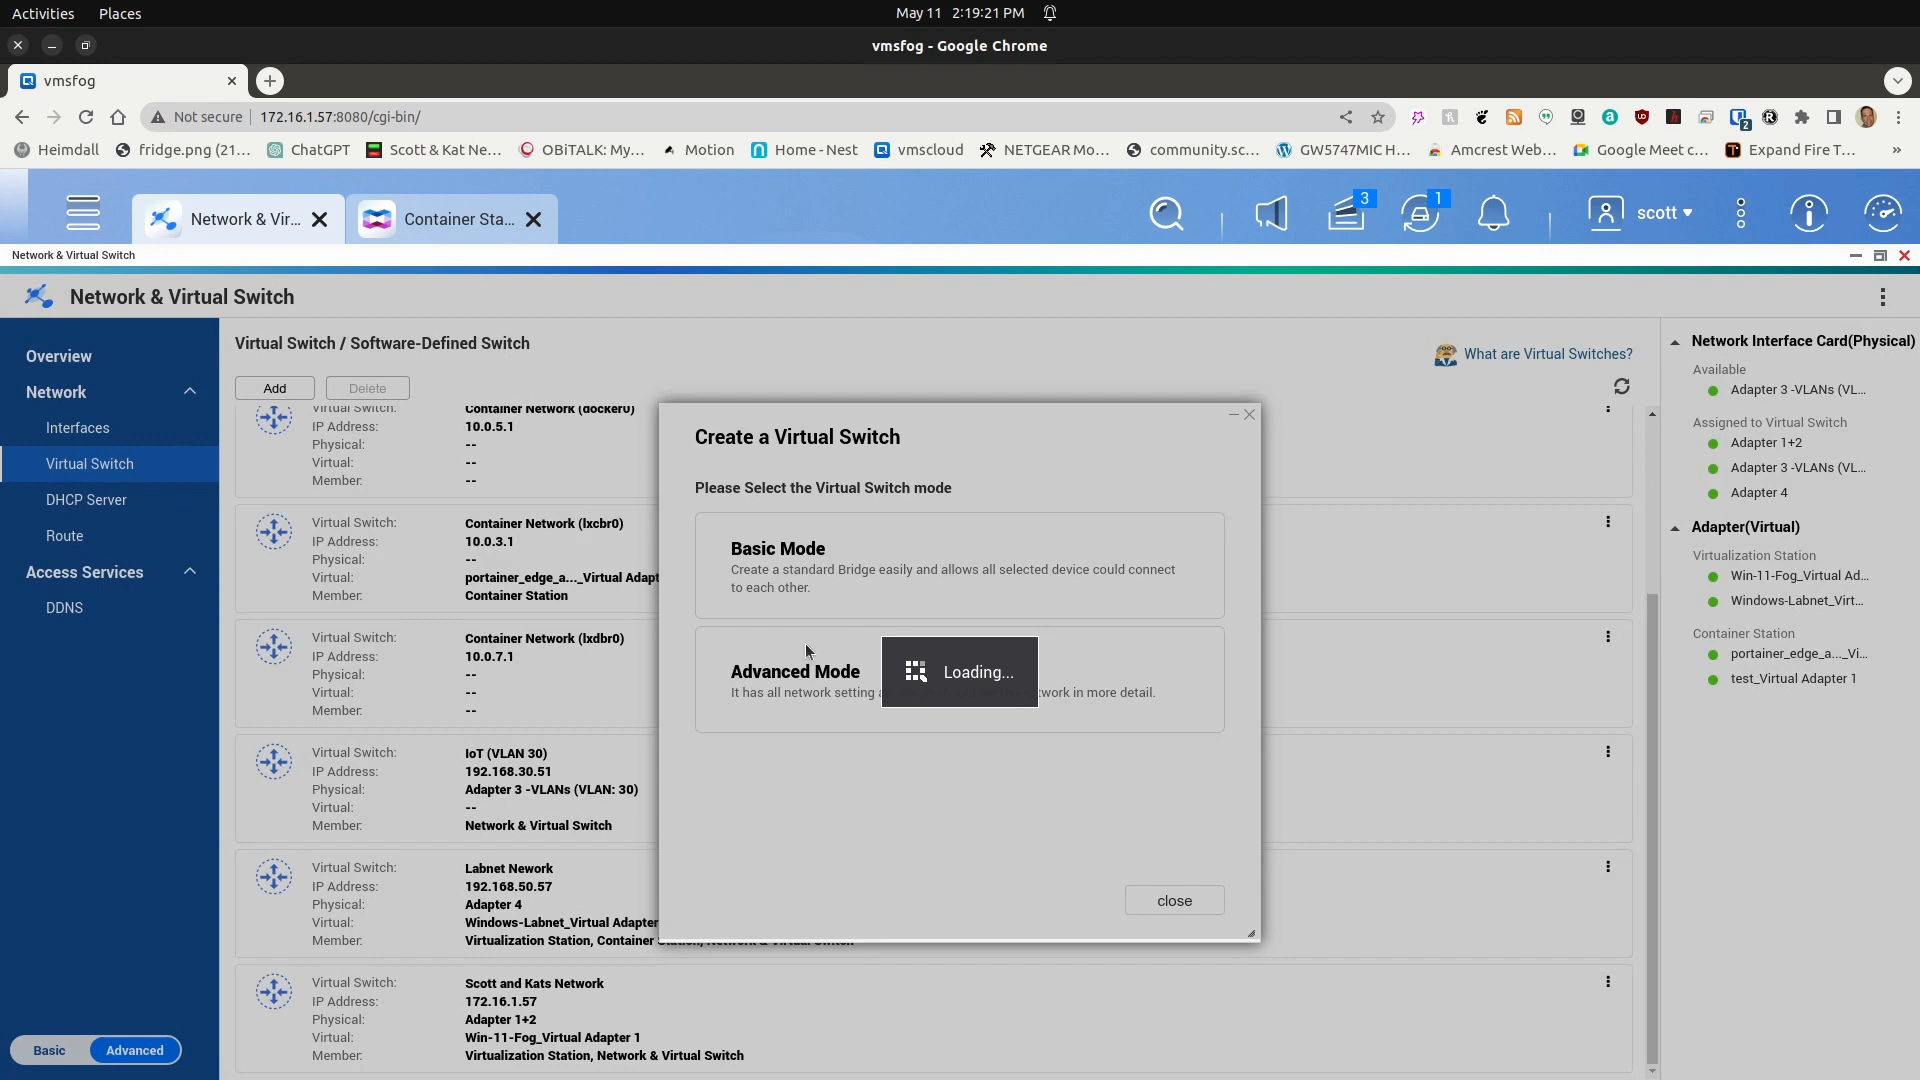 Activities Places May 11 2:19:21 PM
vmsfog - Google Chrome
vmsfog
Not secure 172.16.1.57:8080/cgi-bin/
2
Heimdall fridge.png (21... ChatGPT Scott & Kat Ne... OBiTALK: My... Motion Home - Nest vmscloud NETGEAR Mo... community.sc... GW5747MIC H... Amcrest Web... Google Meet c... Expand Fire T... »
Network & Vir... Container Sta... 3 1 scott
Network & Virtual Switch
Network & Virtual Switch
Overview
Network
Interfaces
Virtual Switch
DHCP Server
Route
Access Services
DDNS
Basic Advanced
Virtual Switch / Software-Defined Switch
What are Virtual Switches?
Add Delete
Virtual Switch: Container Network (docker0)
IP Address: 10.0.5.1
Physical: --
Virtual: --
Member: --
Virtual Switch: Container Network (lxcbr0)
IP Address: 10.0.3.1
Physical: --
Virtual: portainer_edge_a..._Virtual Adapt
Member: Container Station
Virtual Switch: Container Network (lxdbr0)
IP Address: 10.0.7.1
Physical: --
Virtual: --
Member: --
Virtual Switch: IoT (VLAN 30)
IP Address: 192.168.30.51
Physical: Adapter 3 -VLANs (VLAN: 30)
Virtual: --
Member: Network & Virtual Switch
Virtual Switch: Labnet Nework
IP Address: 192.168.50.57
Physical: Adapter 4
Virtual: Windows-Labnet_Virtual Adapter
Member: Virtualization Station, Container Station, Network & Virtual Switch
Virtual Switch: Scott and Kats Network
IP Address: 172.16.1.57
Physical: Adapter 1+2
Virtual: Win-11-Fog_Virtual Adapter 1
Member: Virtualization Station, Network & Virtual Switch
Create a Virtual Switch
Please Select the Virtual Switch mode
Basic Mode
Create a standard Bridge easily and allows all selected device could connect
to each other.
Advanced Mode
It has all network setting
twork in more detail.
Loading...
close
Network Interface Card(Physical)
Available
Adapter 3 -VLANs (VL...
Assigned to Virtual Switch
Adapter 1+2
Adapter 3 -VLANs (VL...
Adapter 4
Adapter(Virtual)
Virtualization Station
Win-11-Fog_Virtual Ad...
Windows-Labnet_Virt...
Container Station
portainer_edge_a..._Vi...
test_Virtual Adapter 1